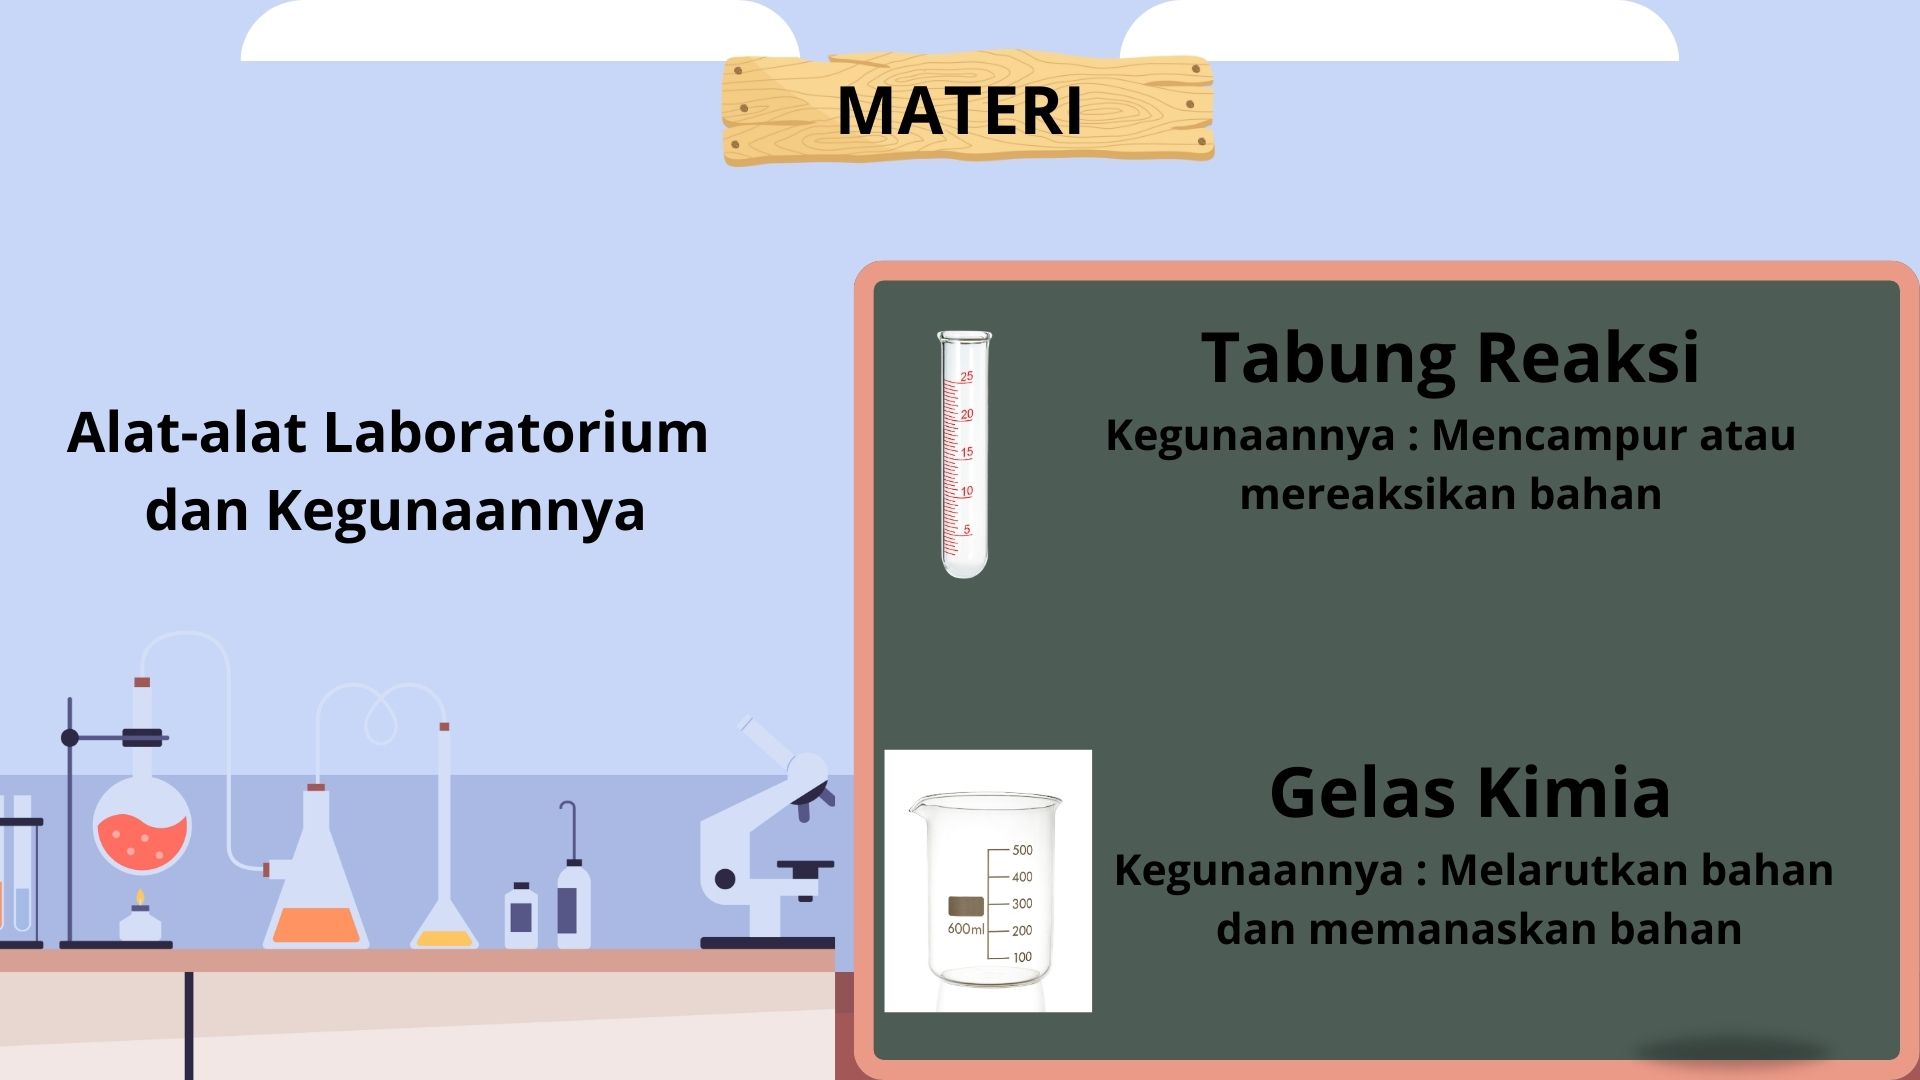 MATERI
Alat-alat Laboratorium
dan Kegunaannya
Tabung Reaksi
Kegunaannya : Mencampur atau
mereaksikan bahan
25
20
15
10
5
Gelas Kimia
Kegunaannya : Melarutkan bahan
dan memanaskan bahan
500
400
300
600ml
200
100